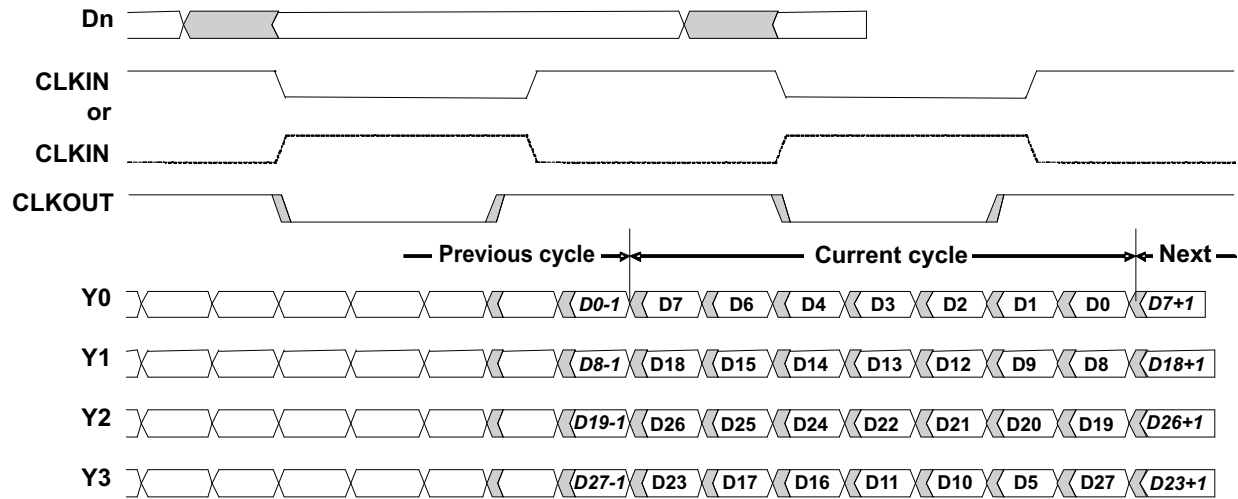 Dn
CLKIN
or
CLKIN
CLKOUT
Previous cycle Current cycle Next
Y0 D0-1 D7 D6 D4 D3 D2 D1 D0 D7+1
Y1 D8-1 D18 D15 D14 D13 D12 D9 D8 D18+1
Y2 D19-1 D26 D25 D24 D22 D21 D20 D19 D26+1
Y3 D27-1 D23 D17 D16 D11 D10 D5 D27 D23+1